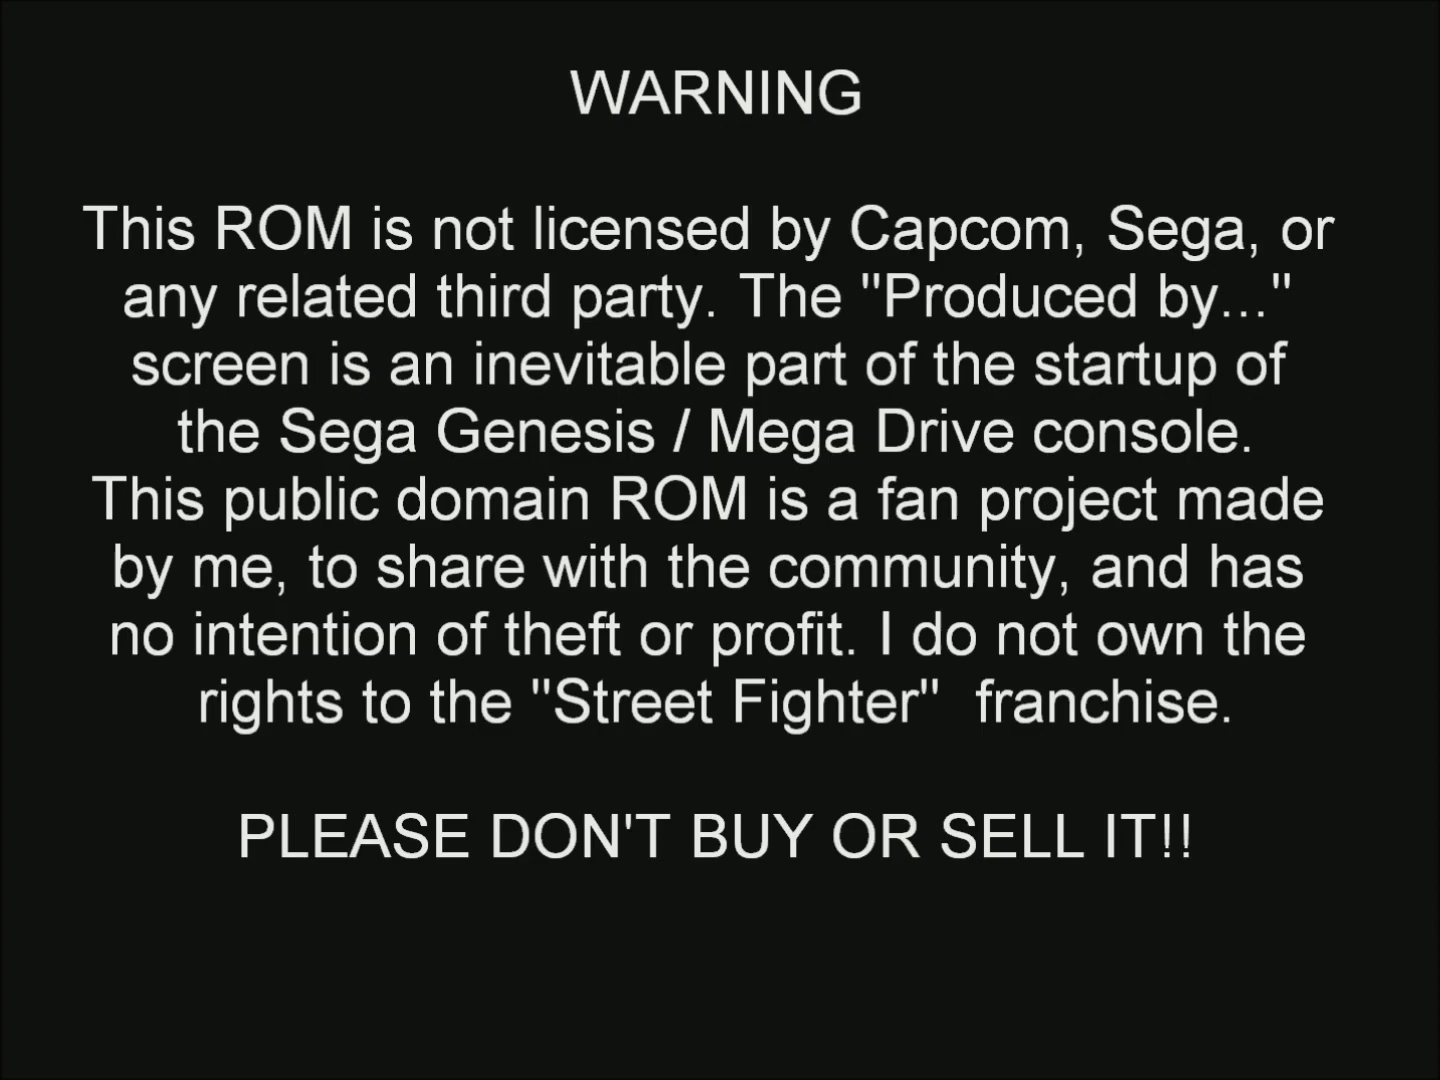 WARNING
This ROM is not licensed by Capcom, Sega, or
any related third party. The "Produced by..."
screen is an inevitable part of the startup of
the Sega Genesis / Mega Drive console.
This public domain ROM is a fan project made
by me, to share with the community, and has
no intention of theft or profit. I do not own the
rights to the "Street Fighter"  franchise.
PLEASE DON'T BUY OR SELL IT!!